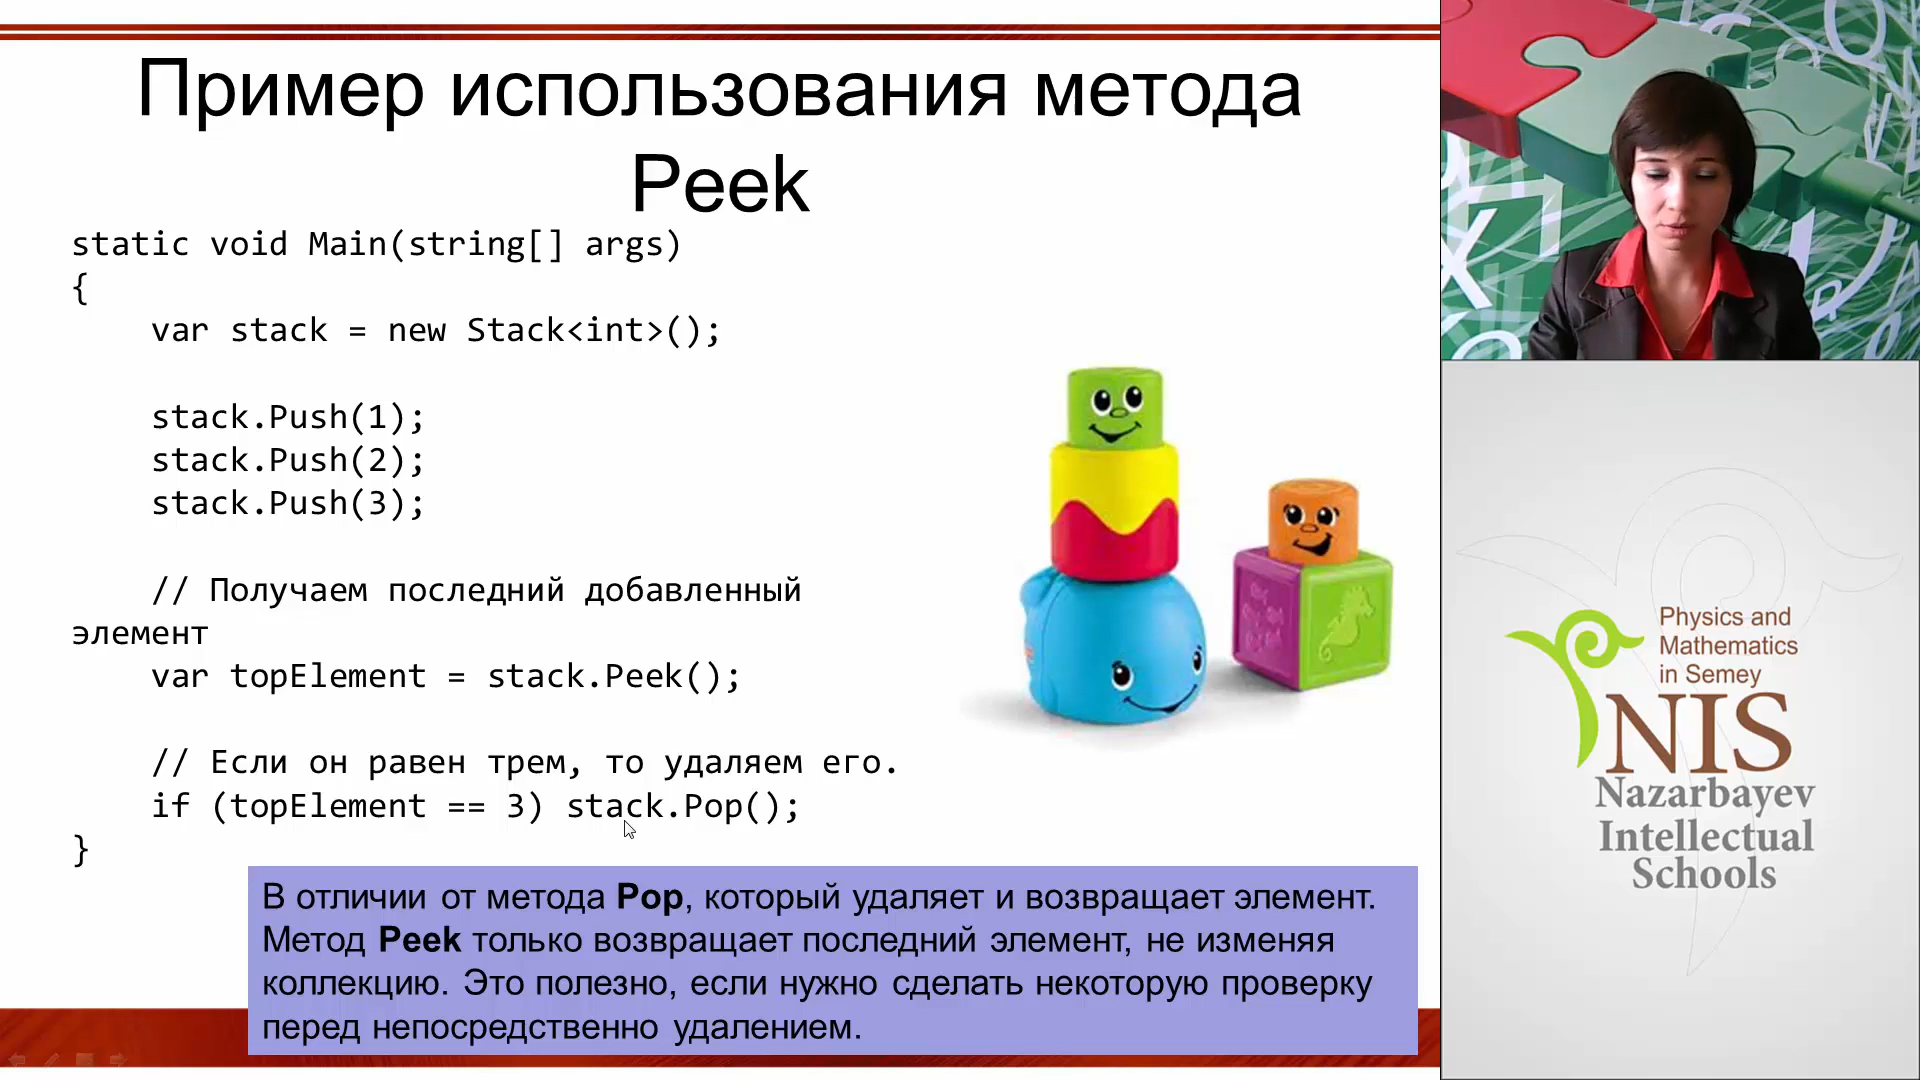 Пример использования метода
Peek
static void Main(string[] args)
{
var stack = new Stack<int>();
stack.Push(1);
stack.Push(2);
stack.Push(3);
// Получаем последний добавленный
элемент
var topElement = stack.Peek();
// Если он равен трем, то удаляем его.
if (topElement == 3) stack.Pop();
}
В отличии от метода Pop, который удаляет и возвращает элемент.
Метод Peek только возвращает последний элемент, не изменяя
коллекцию. Это полезно, если нужно сделать некоторую проверку
перед непосредственно удалением.
Physics and
Mathematics
in Semey
NIS
Nazarbayev
Intellectual
Schools